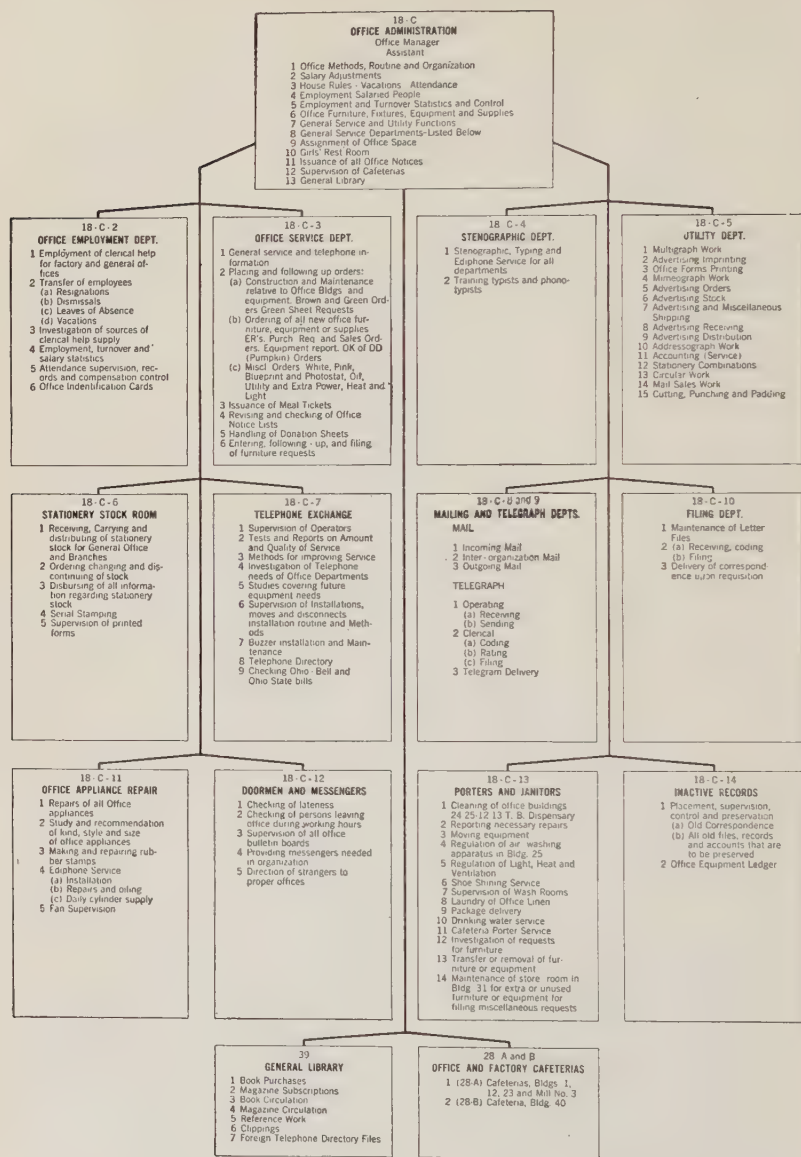 18-C
OFFICE ADMINISTRATION
Office Manager
Assistant
1 Office Methods, Routine and Organization
2 Salary Adjustments
3 House Rules - Vacations Attendance
4 Employment Salaried People
5 Employment and Turnover Statistics and Control
6 Office Furniture, Fixtures, Equipment and Supplies
7 General Service and Utility Functions
8 General Service Departments-Listed Below
9 Assignment of Office Space
10 Girls' Rest Room
11 Issuance of all Office Notices
12 Supervision of Cafeterias
13 General Library
18-C-2
OFFICE EMPLOYMENT DEPT.
1 Employment of clerical help
for factory and general of-
fices
2 Transfer of employees
(a) Resignations
(b) Dismissals
(c) Leaves of Absence
(d) Vacations
3 Investigation of sources of
clerical help supply
4 Employment, turnover and
salary statistics
5 Attendance supervision, rec-
ords and compensation control
6 Office Indentification Cards
18-C-3
OFFICE SERVICE DEPT.
1 General service and telephone in-
formation
2 Placing and following up orders:
(a) Construction and Maintenance
relative to Office Bldgs and
equipment. Brown and Green Ord-
ers Green Sheet Requests
(b) Ordering of all new office fur-
niture, equipment or supplies
ER's. Purch Req and Sales Ord-
ers. Equipment report. OK of DD
(Pumpkin) Orders
(c) Miscl Orders White, Pink,
Blueprint and Photostat, Oil,
Utility and Extra Power, Heat and
Light
3 Issuance of Meal Tickets
4 Revising and checking of Office
Notice Lists
5 Handling of Donation Sheets
6 Entering, following-up, and filing
of furniture requests
18 C-4
STENOGRAPHIC DEPT.
1 Stenographic, Typing and
Ediphone Service for all
departments
2 Training typists and phono-
typists
18-C-5
UTILITY DEPT.
1 Multigraph Work
2 Advertising Imprinting
3 Office Forms Printing
4 Mimeograph Work
5 Advertising Orders
6 Advertising Stock
7 Advertising and Miscellaneous
Shipping
8 Advertising Receiving
9 Advertising Distribution
10 Addressograph Work
11 Accounting (Service)
12 Stationery Combinations
13 Circular Work
14 Mail Sales Work
15 Cutting, Punching and Padding
18-C-6
STATIONERY STOCK ROOM
1 Receiving, Carrying and
distributing of stationery
stock for General Office
and Branches
2 Ordering changing and dis-
continuing of stock
3 Disbursing of all informa-
tion regarding stationery
stock
4 Serial Stamping
5 Supervision of printed
forms
18-C-7
TELEPHONE EXCHANGE
1 Supervision of Operators
2 Tests and Reports on Amount
and Quality of Service
3 Methods for improving Service
4 Investigation of Telephone
needs of Office Departments
5 Studies covering future
equipment needs
6 Supervision of Installations,
moves and disconnects
installation routine and Meth-
ods
7 Buzzer installation and Main-
tenance
8 Telephone Directory
9 Checking Ohio-Bell and
Ohio State bills
18-C-8 and 9
MAILING AND TELEGRAPH DEPTS.
MAIL
1 Incoming Mail
2 Inter-organization Mail
3 Outgoing Mail
TELEGRAPH
1 Operating
(a) Receiving
(b) Sending
2 Clerical
(a) Coding
(b) Rating
(c) Filing
3 Telegram Delivery
18-C-10
FILING DEPT.
1 Maintenance of Letter
Files
2 (a) Receiving, coding
(b) Filing
3 Delivery of correspond-
ence upon requisition
18-C-11
OFFICE APPLIANCE REPAIR
1 Repairs of all Office
appliances
2 Study and recommendation
of kind, style and size
of office appliances
3 Making and repairing rub-
ber stamps
4 Ediphone Service
(a) Installation
(b) Repairs and oiling
(c) Daily cylinder supply
5 Fan Supervision
18-C-12
DOORMEN AND MESSENGERS
1 Checking of lateness
2 Checking of persons leaving
office during working hours
3 Supervision of all office
bulletin boards
4 Providing messengers needed
in organization
5 Direction of strangers to
proper offices
18-C-13
PORTERS AND JANITORS
1 Cleaning of office buildings
24 25-12 13 T. B. Dispensary
2 Reporting necessary repairs
3 Moving equipment
4 Regulation of air washing
apparatus in Bldg. 25
5 Regulation of Light, Heat and
Ventilation
6 Shoe Shining Service
7 Supervision of Wash Rooms
8 Laundry of Office Linen
9 Package delivery
10 Drinking water service
11 Cafeteria Porter Service
12 Investigation of requests
for furniture
13 Transfer or removal of fur-
niture or equipment
14 Maintenance of store room in
Bldg 31 for extra or unused
furniture or equipment for
filling miscellaneous requests
18-C-14
INACTIVE RECORDS
1 Placement, supervision,
control and preservation
(a) Old Correspondence
(b) All old files, records
and accounts that are
to be preserved
2 Office Equipment Ledger
39
GENERAL LIBRARY
1 Book Purchases
2 Magazine Subscriptions
3 Book Circulation
4 Magazine Circulation
5 Reference Work
6 Clippings
7 Foreign Telephone Directory Files
28 A and B
OFFICE AND FACTORY CAFETERIAS
1 (28-A) Cafeterias, Bldgs 1,
12, 23 and Mill No. 3
2 (28-B) Cafeteria, Bldg. 40